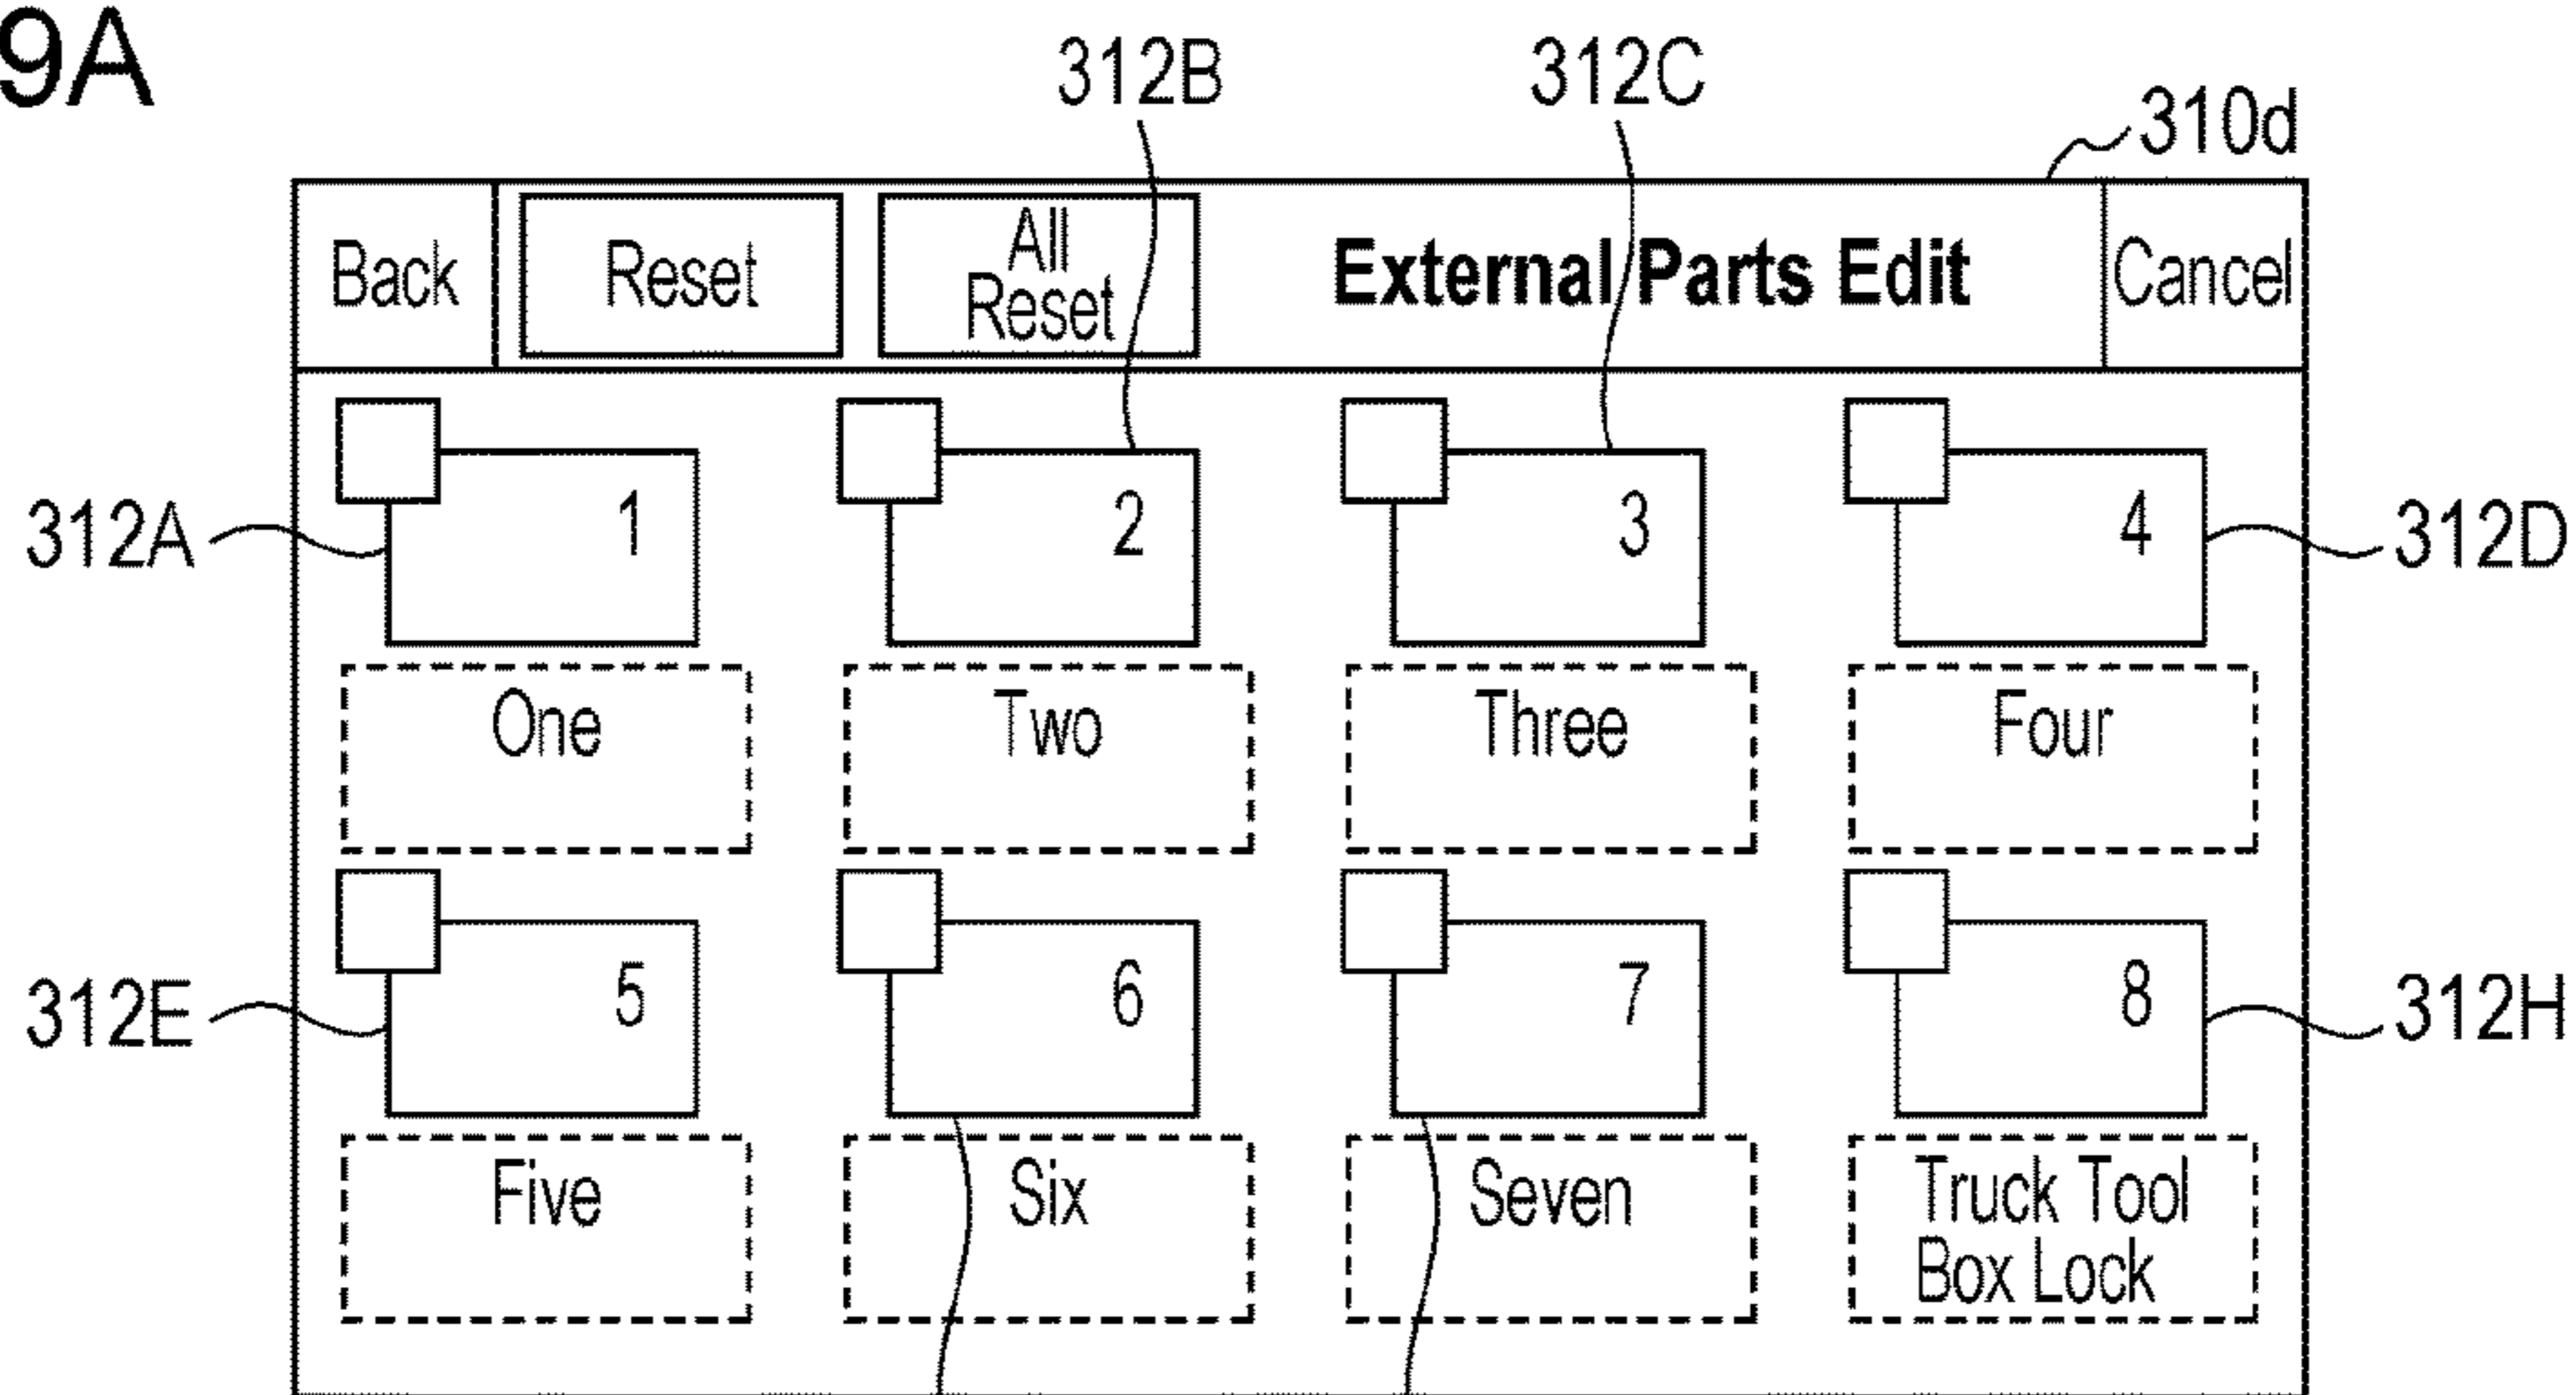 9A
312B 312C
310d
Back Reset All Reset External Parts Edit Cancel
312A 1 2 3 4 312D
One Two Three Four
312E 5 6 7 8 312H
Five Six Seven Truck Tool
Box Lock